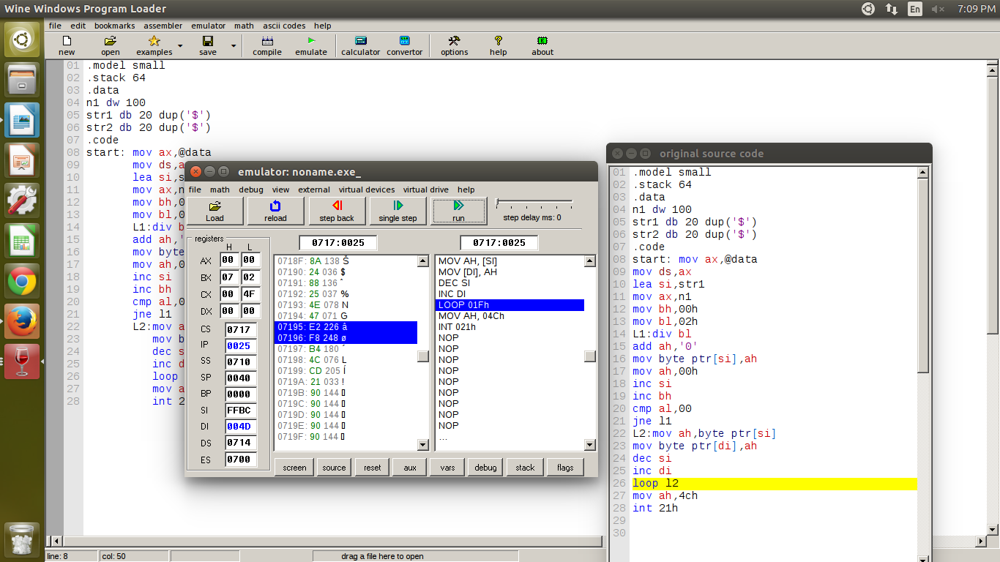 Wine Windows Program Loader
En
7:09 PM
file edit bookmarks assembler emulator math ascii codes help
new open examples save compile emulate calculator convertor options help about
01 .model small
02 .stack 64
03 .data
04 n1 dw 100
05 str1 db 20 dup('$')
06 str2 db 20 dup('$')
07 .code
08 start: mov ax,@data
09 mov ds,a
10 lea si,s
11 mov ax,n
12 mov bh,0
13 mov bl,0
14 L1:div b
15 add ah,'
16 mov byte
17 mov ah,0
18 inc si
19 inc bh
20 cmp al,0
21 jne l1
22 L2:mov a
23 mov b
24 dec s
25 inc d
26 loop
27 mov a
28 int 2
line: 8
col: 50
drag a file here to open
emulator: noname.exe_
file math debug view external virtual devices virtual drive help
Load reload step back single step run
step delay ms: 0
registers
H L
AX 00 00
BX 07 02
CX 00 4F
DX 00 00
CS 0717
IP 0025
SS 0710
SP 0040
BP 0000
SI FFBC
DI 004D
DS 0714
ES 0700
0717:0025
0717:0025
0718F: 8A 138 Š
07190: 24 036 $
07191: 88 136 ˆ
07192: 25 037 %
07193: 4E 078 N
07194: 47 071 G
07195: E2 226 â
07196: F8 248 ø
07197: B4 180 ´
07198: 4C 076 L
07199: CD 205 Í
0719A: 21 033 !
0719B: 90 144
0719C: 90 144
0719D: 90 144
0719E: 90 144
0719F: 90 144
MOV AH, [SI]
MOV [DI], AH
DEC SI
INC DI
LOOP 01Fh
MOV AH, 04Ch
INT 021h
NOP
NOP
NOP
NOP
NOP
NOP
NOP
NOP
NOP
...
screen source reset aux vars debug stack flags
original source code
01 .model small
02 .stack 64
03 .data
04 n1 dw 100
05 str1 db 20 dup('$')
06 str2 db 20 dup('$')
07 .code
08 start: mov ax,@data
09 mov ds,ax
10 lea si,str1
11 mov ax,n1
12 mov bh,00h
13 mov bl,02h
14 L1:div bl
15 add ah,'0'
16 mov byte ptr[si],ah
17 mov ah,00h
18 inc si
19 inc bh
20 cmp al,00
21 jne l1
22 L2:mov ah,byte ptr[si]
23 mov byte ptr[di],ah
24 dec si
25 inc di
26 loop l2
27 mov ah,4ch
28 int 21h
29
30